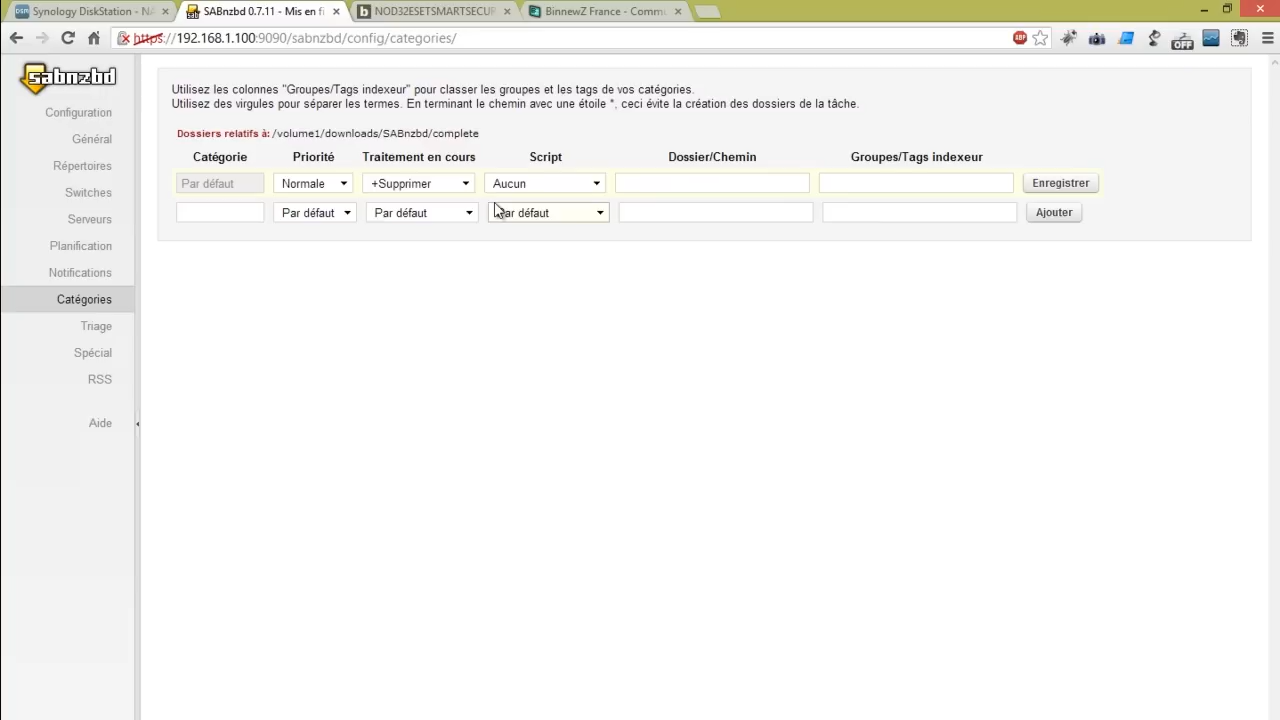 Synology DiskStation - NA
SABnzbd 0.7.11 - Mis en fi
NOD32ESETSMARTSECUR
BinnewZ France - Commu
https://192.168.1.100:9090/sabnzbd/config/categories/
ABP
OFF
sabnzbd
Configuration
Général
Répertoires
Switches
Serveurs
Planification
Notifications
Catégories
Triage
Spécial
RSS
Aide
Utilisez les colonnes "Groupes/Tags indexeur" pour classer les groupes et les tags de vos catégories.
Utilisez des virgules pour séparer les termes. En terminant le chemin avec une étoile *, ceci évite la création des dossiers de la tâche.
Dossiers relatifs à: /volume1/downloads/SABnzbd/complete
Catégorie Priorité Traitement en cours Script Dossier/Chemin Groupes/Tags indexeur
Par défaut Normale +Supprimer Aucun Enregistrer
Par défaut Par défaut Par défaut Ajouter